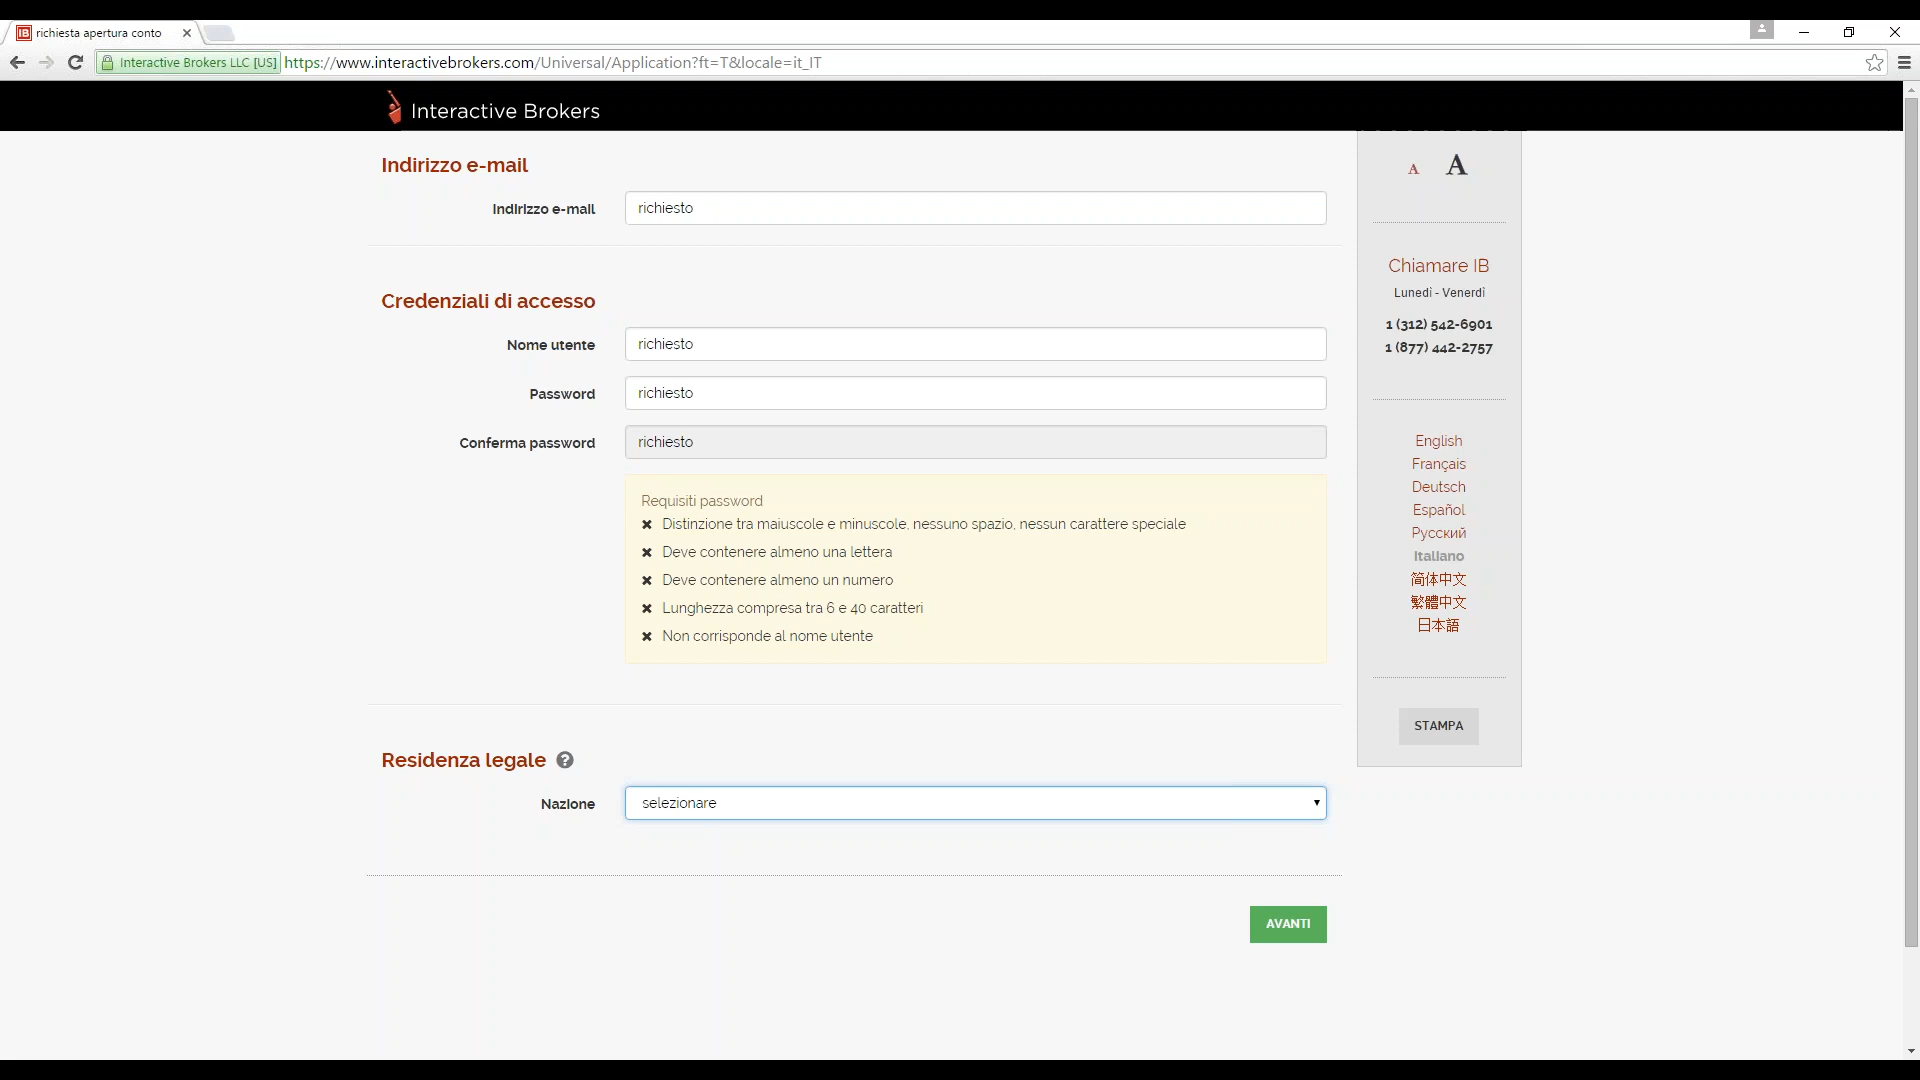 richiesta apertura conto
Interactive Brokers LLC [US] https://www.interactivebrokers.com/Universal/Application?ft=T&locale=it_IT
Interactive Brokers
Indirizzo e-mail
Indirizzo e-mail richiesto
Credenziali di accesso
Nome utente richiesto
Password richiesto
Conferma password richiesto
Requisiti password
Distinzione tra maiuscole e minuscole, nessuno spazio, nessun carattere speciale
Deve contenere almeno una lettera
Deve contenere almeno un numero
Lunghezza compresa tra 6 e 40 caratteri
Non corrisponde al nome utente
Residenza legale ?
Nazione selezionare
AVANTI
A A
Chiamare IB
Lunedì - Venerdì
1 (312) 542-6901
1 (877) 442-2757
English
Français
Deutsch
Español
Русский
Italiano
简体中文
繁體中文
日本語
STAMPA